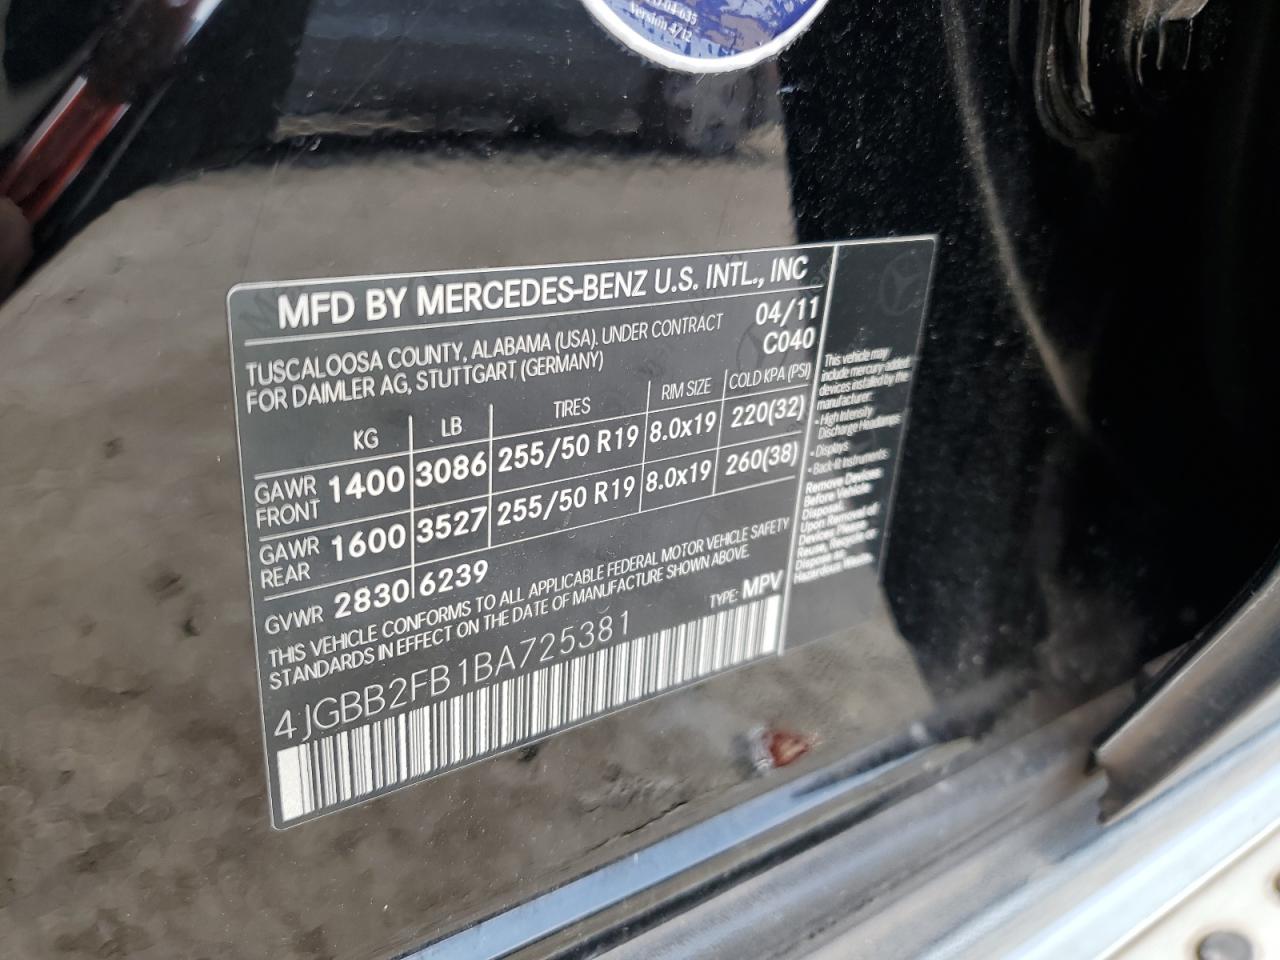 04-635
Version 4/12
MFD BY MERCEDES-BENZ U.S. INTL., INC
TUSCALOOSA COUNTY, ALABAMA (USA). UNDER CONTRACT 04/11
FOR DAIMLER AG, STUTTGART (GERMANY) C040
KG LB TIRES RIM SIZE COLD KPA (PSI)
GAWR FRONT 1400 3086 255/50 R19 8.0x19 220(32)
GAWR REAR 1600 3527 255/50 R19 8.0x19 260(38)
GVWR 2830 6239
THIS VEHICLE CONFORMS TO ALL APPLICABLE FEDERAL MOTOR VEHICLE SAFETY
STANDARDS IN EFFECT ON THE DATE OF MANUFACTURE SHOWN ABOVE.
TYPE: MPV
4JGBB2FB1BA725381
This vehicle may
include mercury-added
devices installed by the
manufacturer:
- High Intensity
Discharge Headlamps
- Displays
- Back-lit Instruments
Remove Devices
Before Vehicle
Disposal.
Upon Removal of
Devices Please
Reuse, Recycle or
Dispose as
Hazardous Waste.